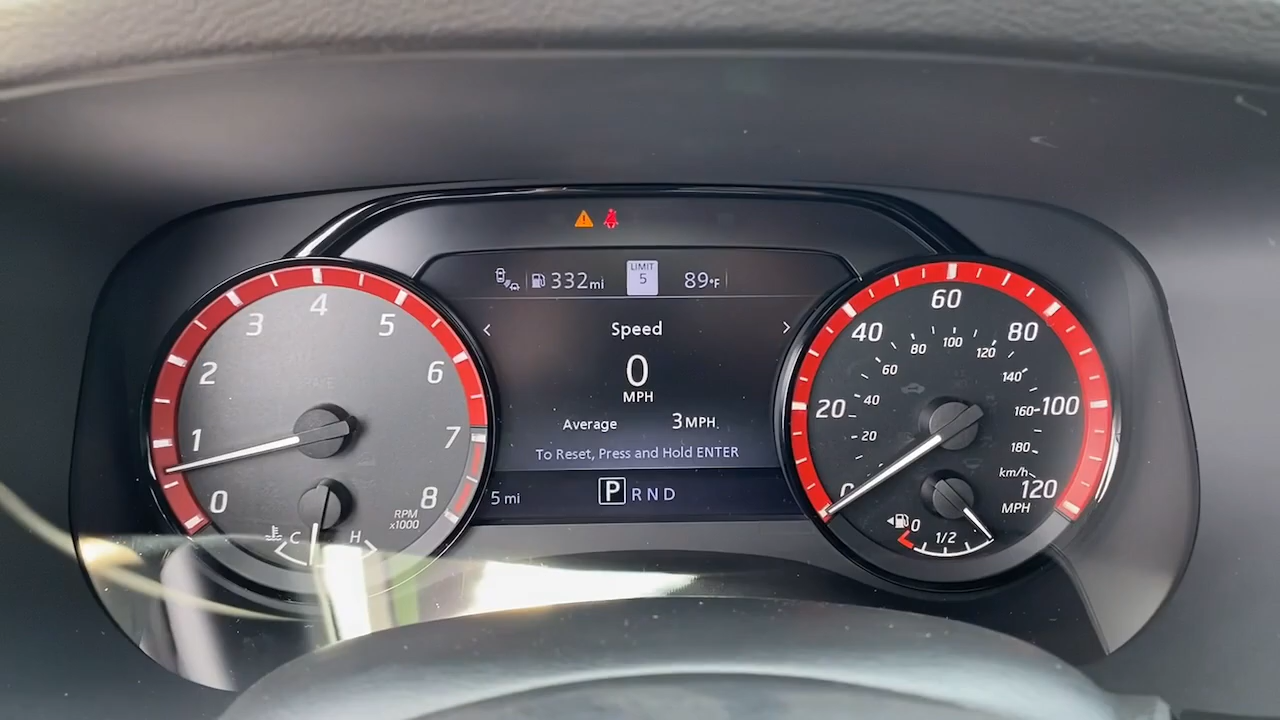 332mi
LIMIT
5
89°F
Speed
0
MPH
Average 3MPH
To Reset, Press and Hold ENTER
5 mi
P R N D
0
1
2
3
4
5
6
7
8
RPM
x1000
C H
0
20
40
60
80
100
120
MPH
20
40
60
80
100
120
140
160
180
km/h
0
1/2